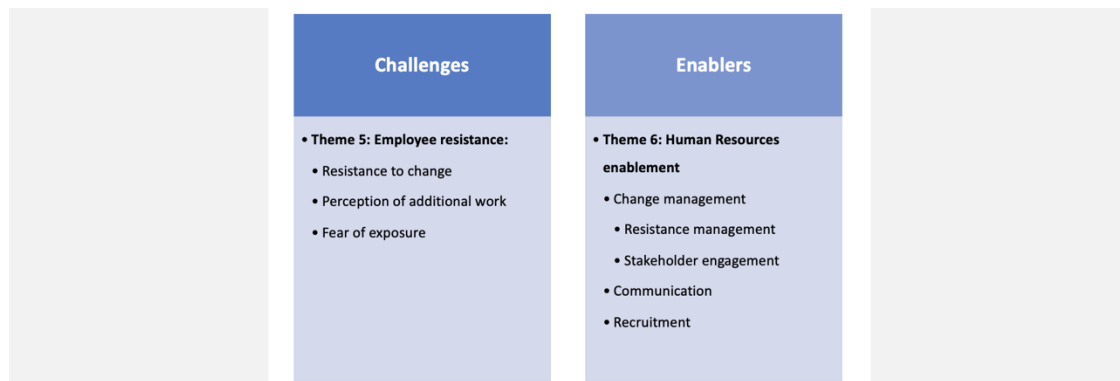 Challenges
• Theme 5: Employee resistance:
• Resistance to change
• Perception of additional work
• Fear of exposure
Enablers
• Theme 6: Human Resources
enablement
• Change management
• Resistance management
• Stakeholder engagement
• Communication
• Recruitment